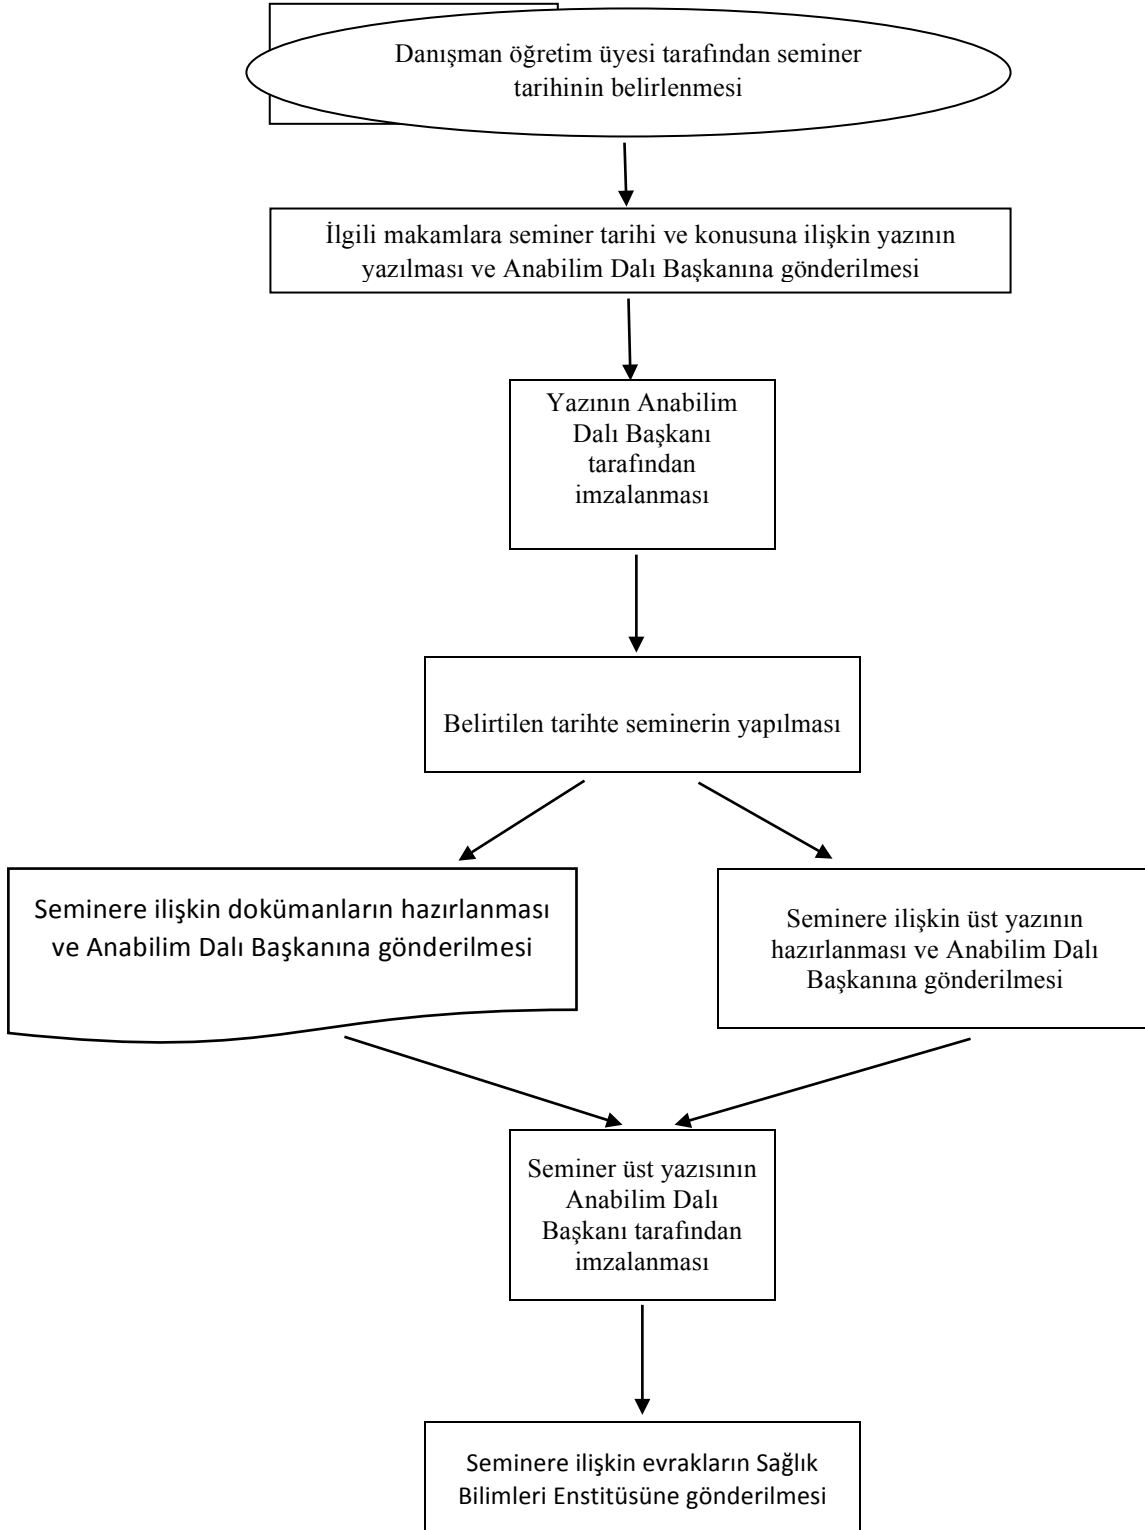 Danışman öğretim üyesi tarafından seminer
tarihinin belirlenmesi
İlgili makamlara seminer tarihi ve konusuna ilişkin yazının
yazılması ve Anabilim Dalı Başkanına gönderilmesi
Yazının Anabilim
Dalı Başkanı
tarafından
imzalanması
Belirtilen tarihte seminerin yapılması
Seminere ilişkin dokümanların hazırlanması
ve Anabilim Dalı Başkanına gönderilmesi
Seminere ilişkin üst yazının
hazırlanması ve Anabilim Dalı
Başkanına gönderilmesi
Seminer üst yazısının
Anabilim Dalı
Başkanı tarafından
imzalanması
Seminere ilişkin evrakların Sağlık
Bilimleri Enstitüsüne gönderilmesi